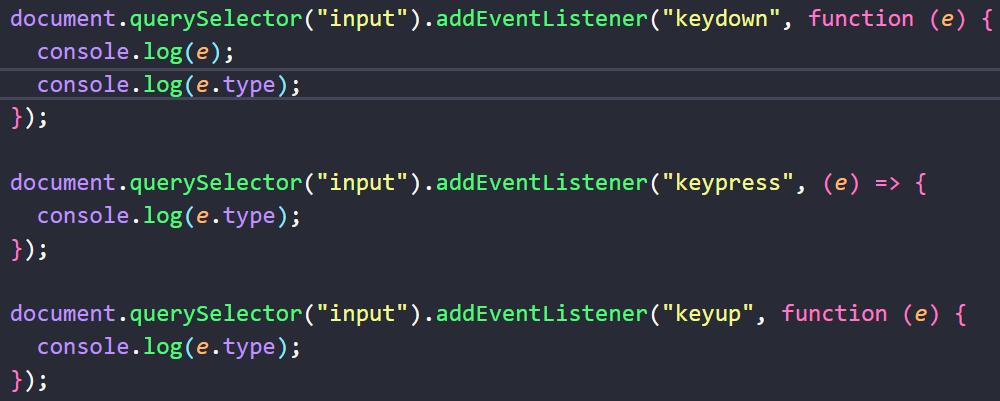 document.querySelector("input").addEventListener("keydown", function (e) {
  console.log(e);
  console.log(e.type);
});

document.querySelector("input").addEventListener("keypress", (e) => {
  console.log(e.type);
});

document.querySelector("input").addEventListener("keyup", function (e) {
  console.log(e.type);
});